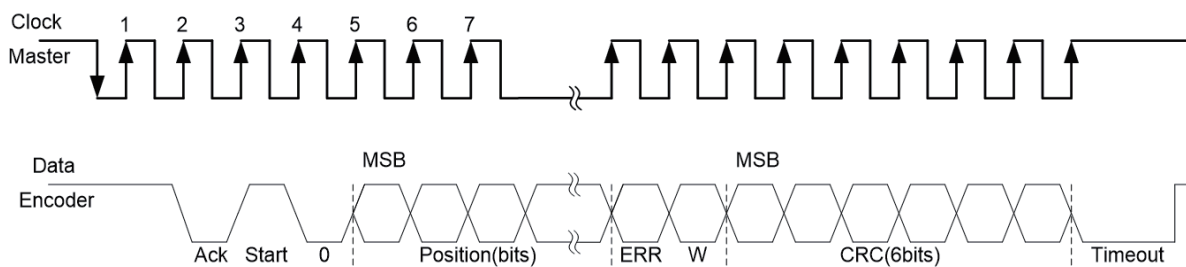 Clock 1 2 3 4 5 6 7
Master
Data MSB MSB
Encoder
Ack Start 0 Position(bits) ERR W CRC(6bits) Timeout